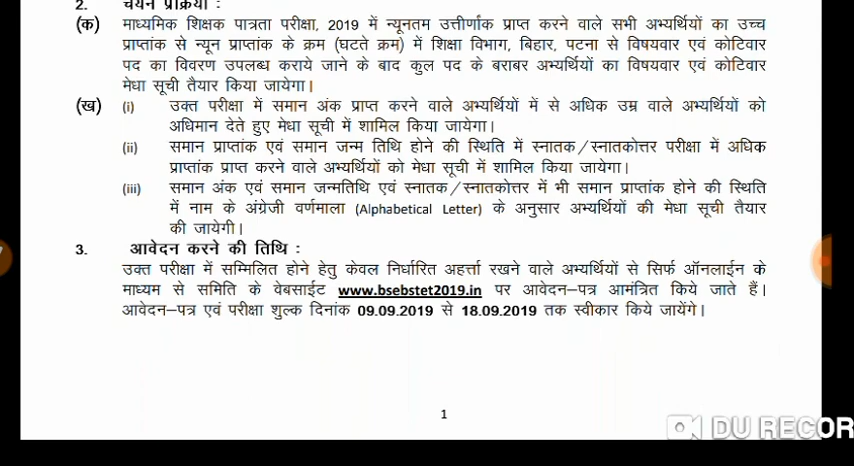 2. चयन प्रक्रिया :
(क) माध्यमिक शिक्षक पात्रता परीक्षा, 2019 में न्यूनतम उत्तीर्णांक प्राप्त करने वाले सभी अभ्यर्थियों का उच्च
प्राप्तांक से न्यून प्राप्तांक के क्रम (घटते क्रम) में शिक्षा विभाग, बिहार, पटना से विषयवार एवं कोटिवार
पद का विवरण उपलब्ध कराये जाने के बाद कुल पद के बराबर अभ्यर्थियों का विषयवार एवं कोटिवार
मेधा सूची तैयार किया जायेगा।
(ख) (i) उक्त परीक्षा में समान अंक प्राप्त करने वाले अभ्यर्थियों में से अधिक उम्र वाले अभ्यर्थियों को
अधिमान देते हुए मेधा सूची में शामिल किया जायेगा।
(ii) समान प्राप्तांक एवं समान जन्म तिथि होने की स्थिति में स्नातक/स्नातकोत्तर परीक्षा में अधिक
प्राप्तांक प्राप्त करने वाले अभ्यर्थियों को मेधा सूची में शामिल किया जायेगा।
(iii) समान अंक एवं समान जन्मतिथि एवं स्नातक/स्नातकोत्तर में भी समान प्राप्तांक होने की स्थिति
में नाम के अंग्रेजी वर्णमाला (Alphabetical Letter) के अनुसार अभ्यर्थियों की मेधा सूची तैयार
की जायेगी।
3. आवेदन करने की तिथि :
उक्त परीक्षा में सम्मिलित होने हेतु केवल निर्धारित अहर्त्ता रखने वाले अभ्यर्थियों से सिर्फ ऑनलाईन के
माध्यम से समिति के वेबसाईट www.bsebstet2019.in पर आवेदन–पत्र आमंत्रित किये जाते हैं।
आवेदन–पत्र एवं परीक्षा शुल्क दिनांक 09.09.2019 से 18.09.2019 तक स्वीकार किये जायेंगे।
1
DU RECOR